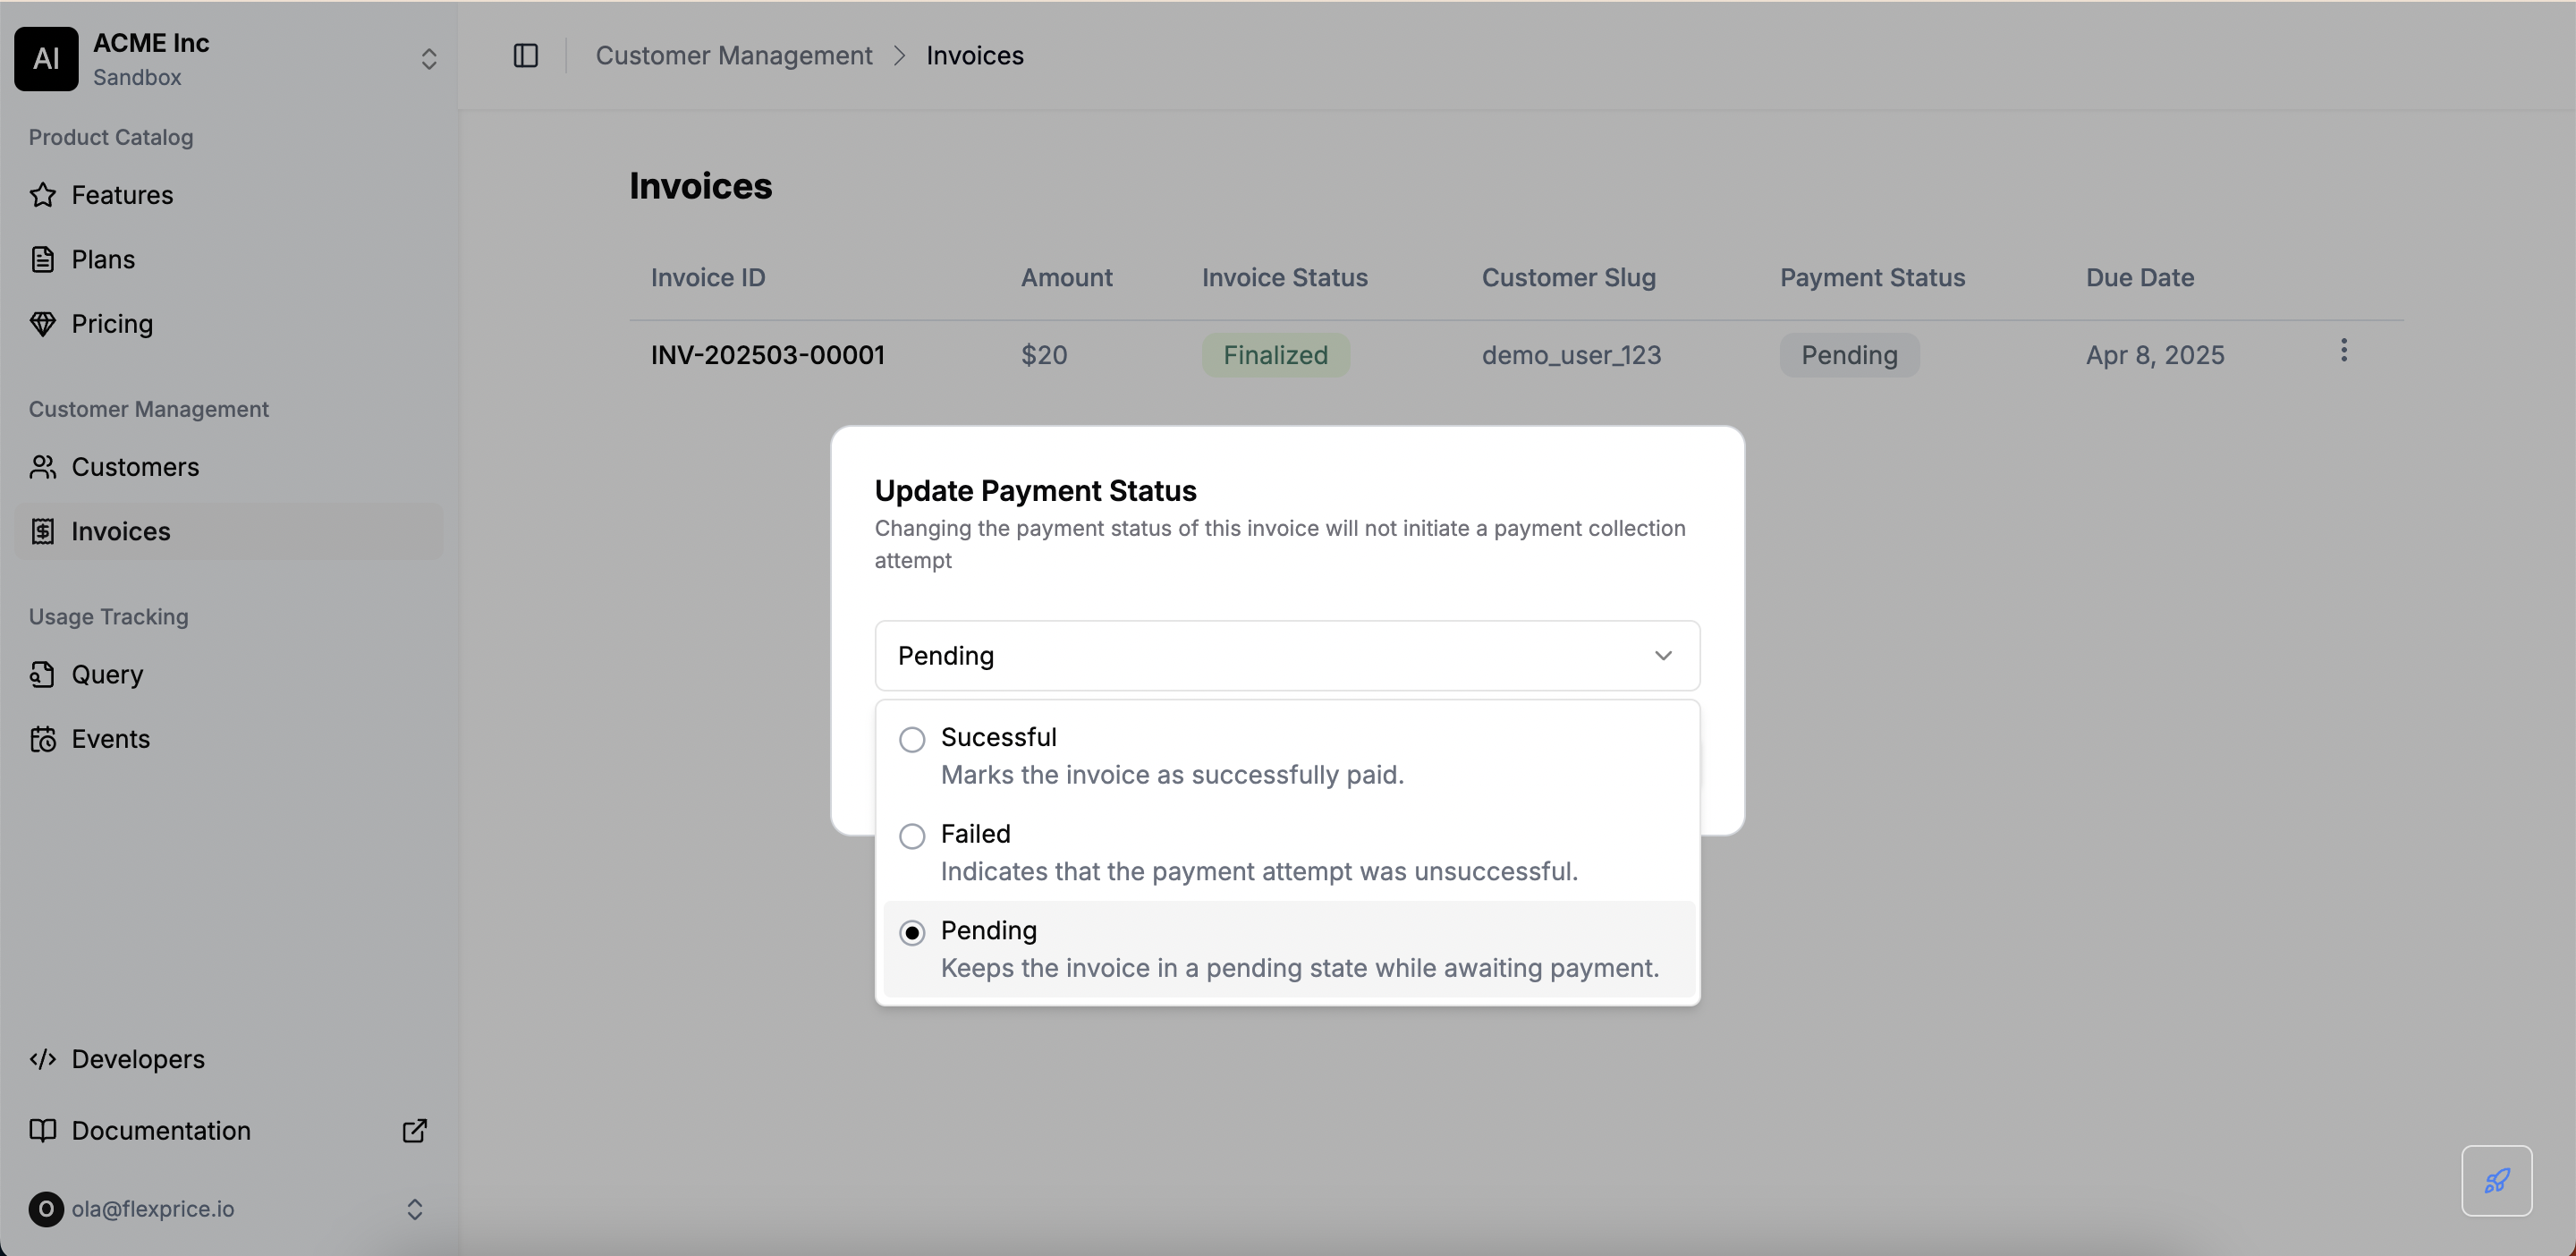 AI
ACME Inc
Sandbox
Product Catalog
Features
Plans
Pricing
Customer Management
Customers
Invoices
Usage Tracking
Query
Events
Developers
Documentation
O
ola@flexprice.io
Customer Management
Invoices
Invoices
Invoice ID Amount Invoice Status Customer Slug Payment Status Due Date
INV-202503-00001 $20 Finalized demo_user_123 Pending Apr 8, 2025
Update Payment Status
Changing the payment status of this invoice will not initiate a payment collection
attempt
Pending
Sucessful
Marks the invoice as successfully paid.
Failed
Indicates that the payment attempt was unsuccessful.
Pending
Keeps the invoice in a pending state while awaiting payment.